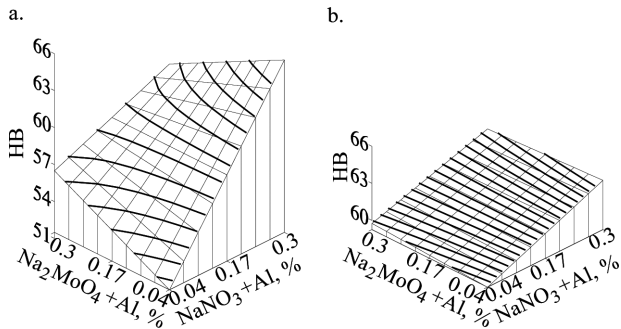 a.
66
63
60
57
54
51
HB
0.3
0.17
0.04
Na₂MoO₄ +Al, %
0.04
0.17
0.3
NaNO₃+Al, %
b.
66
63
60
HB
0.3
0.17
0.04
Na₂MoO₄ +Al, %
0.04
0.17
0.3
NaNO₃+Al, %